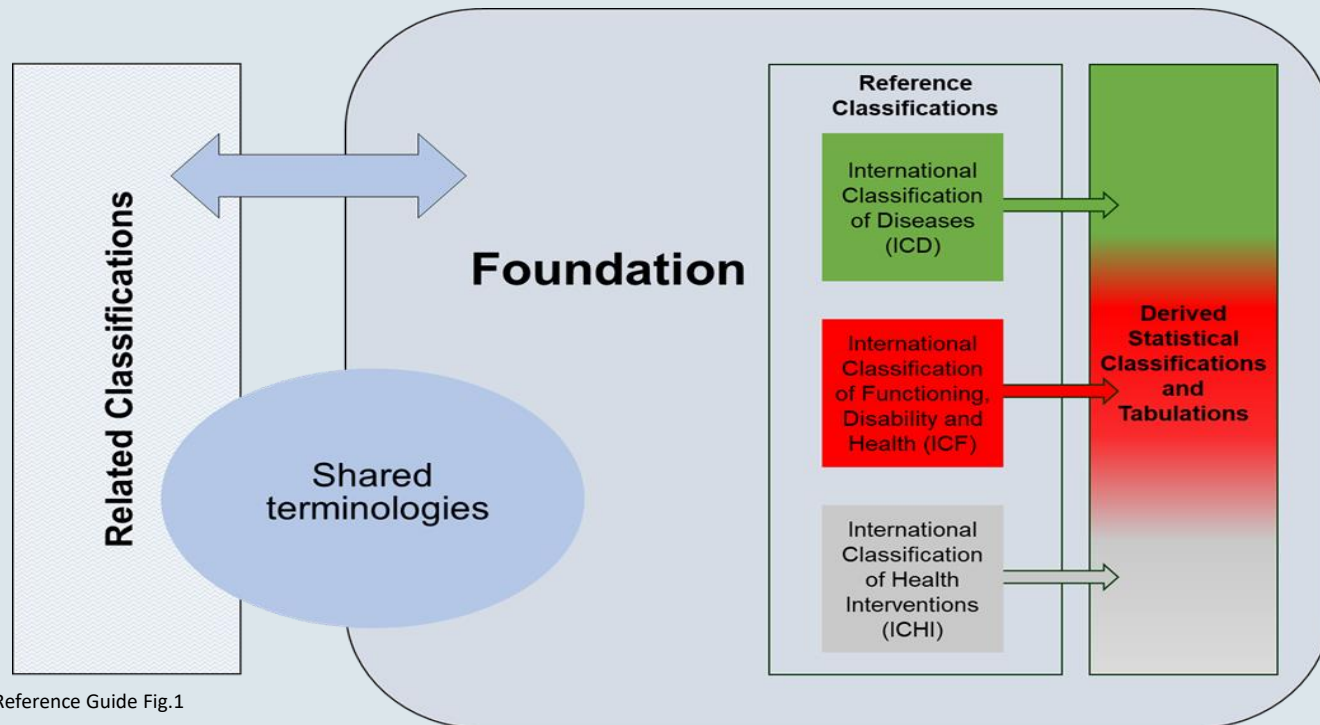 Related Classifications
Foundation
Shared
terminologies
Reference
Classifications
International
Classification
of Diseases
(ICD)
International
Classification
of Functioning,
Disability and
Health (ICF)
International
Classification
of Health
Interventions
(ICHI)
Derived
Statistical
Classifications
and
Tabulations
Reference Guide Fig.1